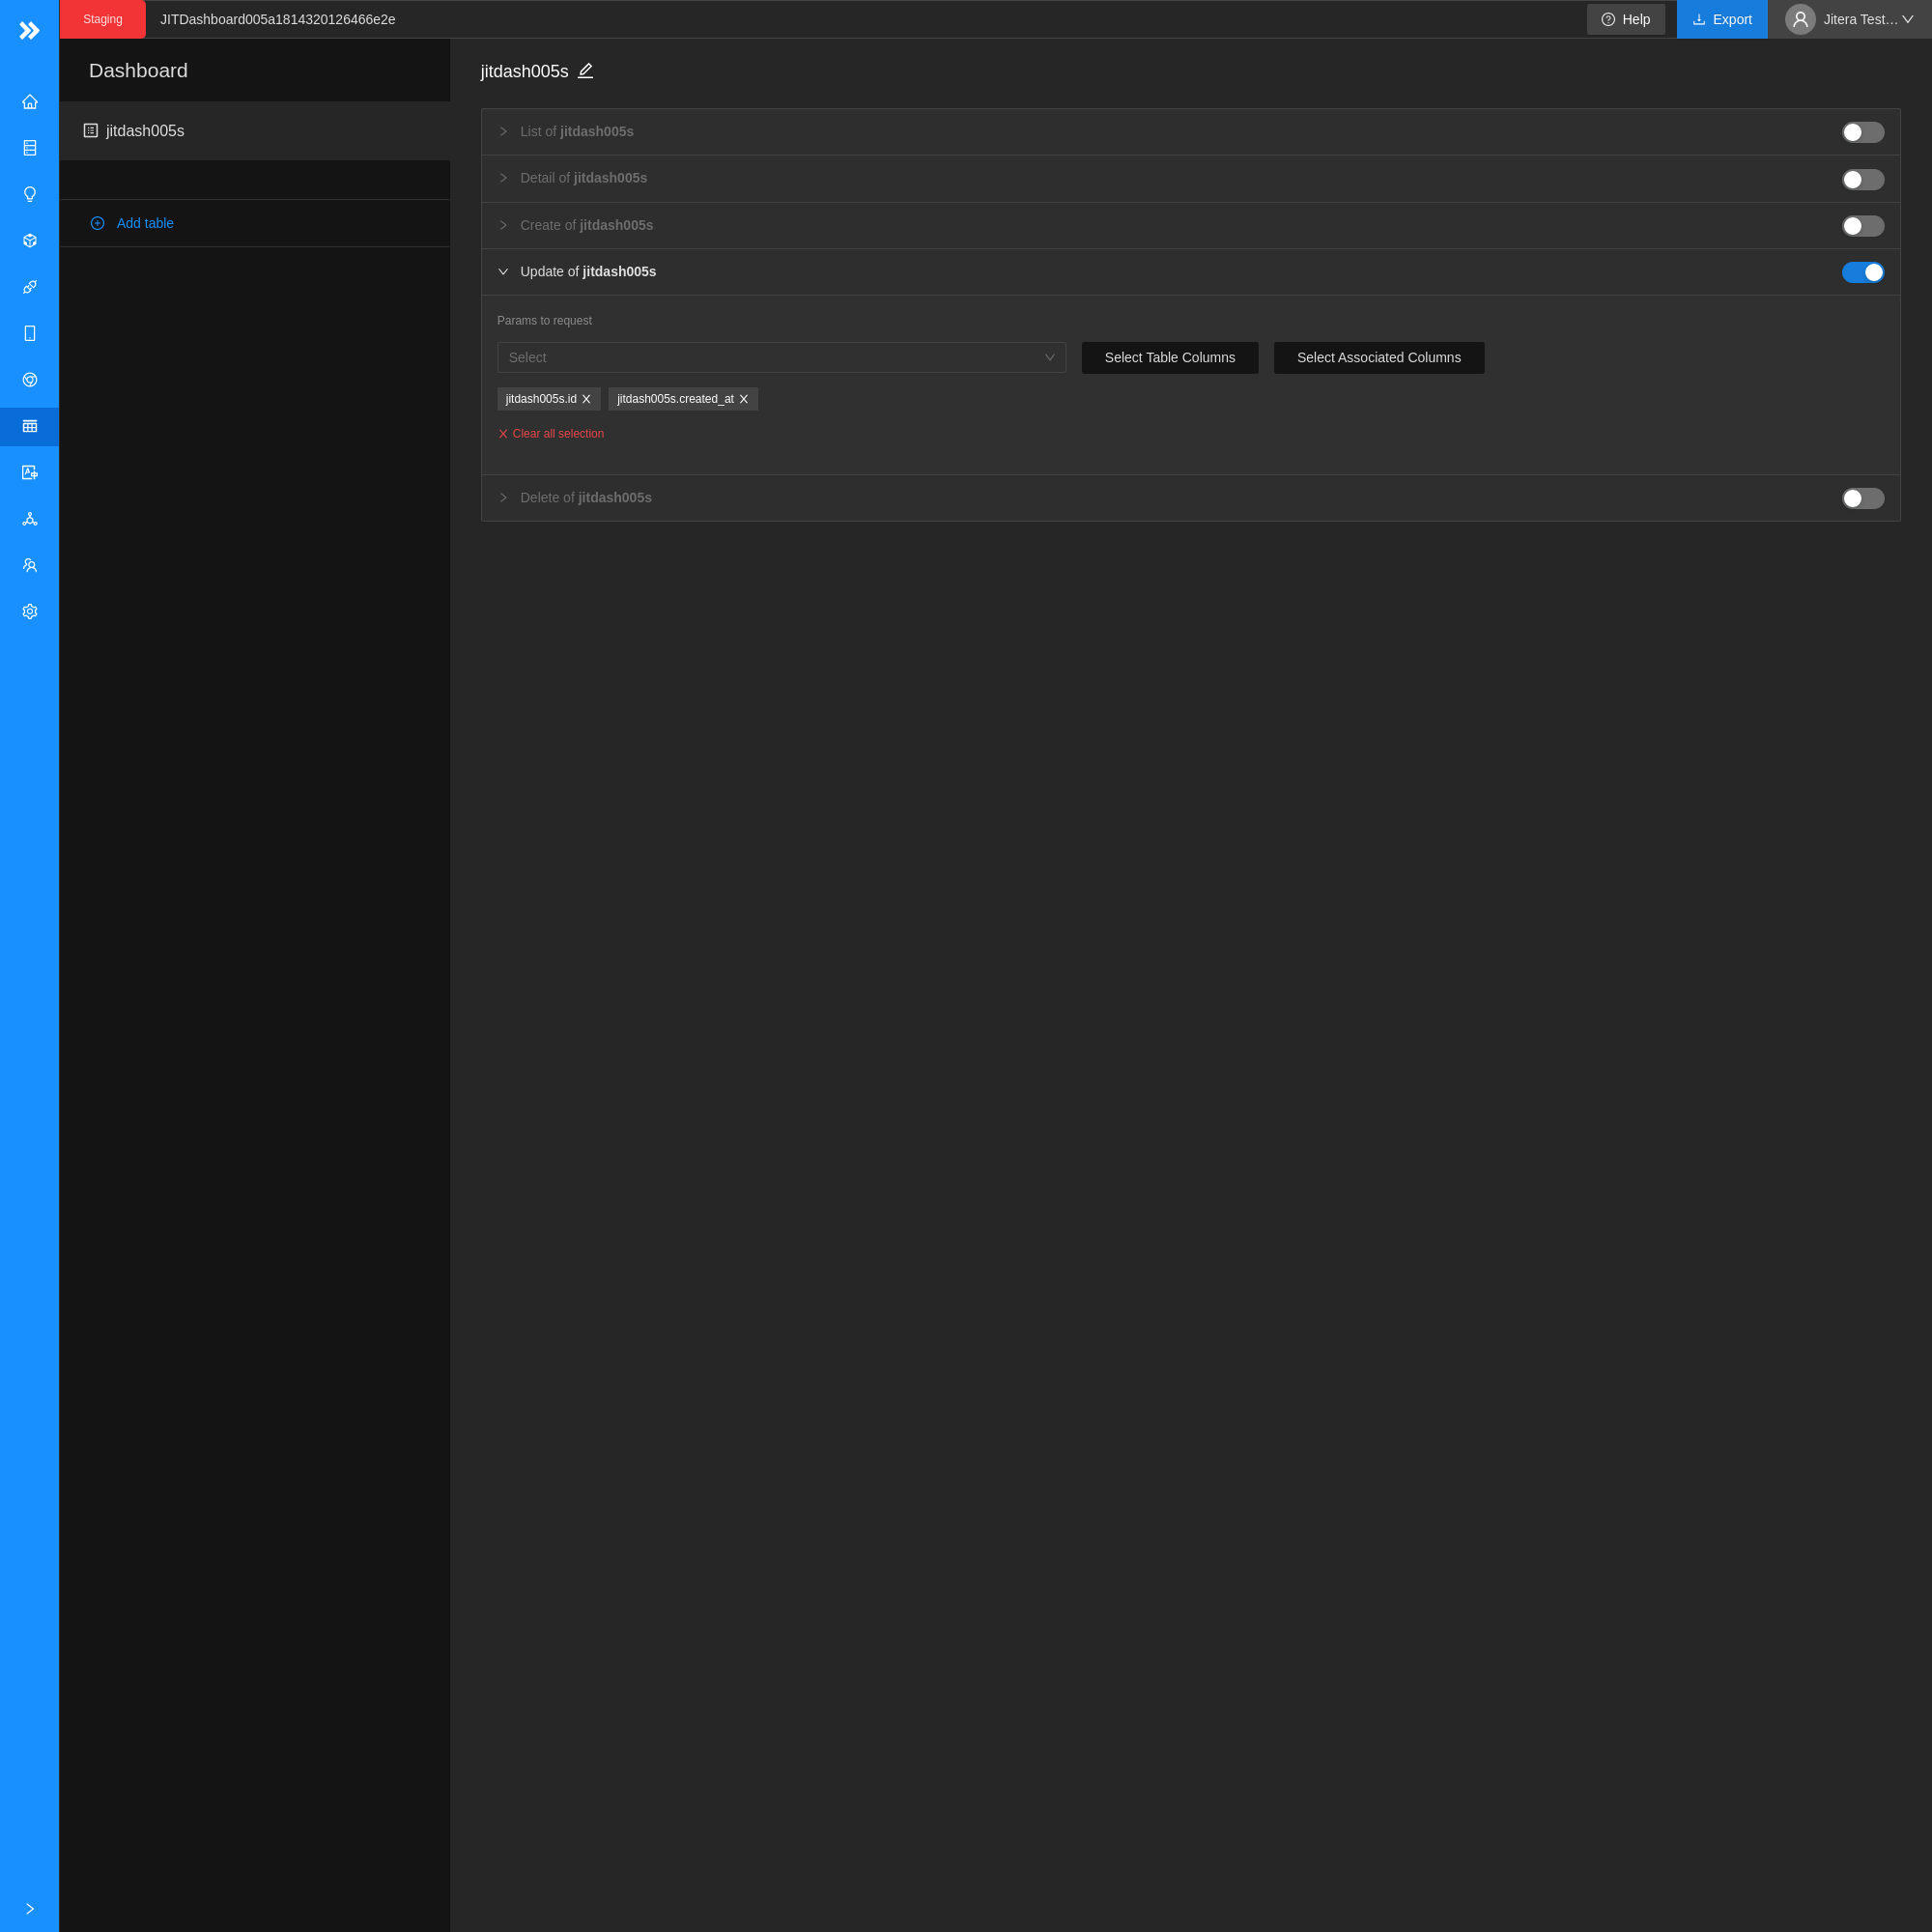 Staging
JITDashboard005a1814320126466e2e
Help
Export
Jitera Test…
Dashboard
jitdash005s
Add table
jitdash005s
List of jitdash005s
Detail of jitdash005s
Create of jitdash005s
Update of jitdash005s
Params to request
Select
Select Table Columns
Select Associated Columns
jitdash005s.id
jitdash005s.created_at
Clear all selection
Delete of jitdash005s